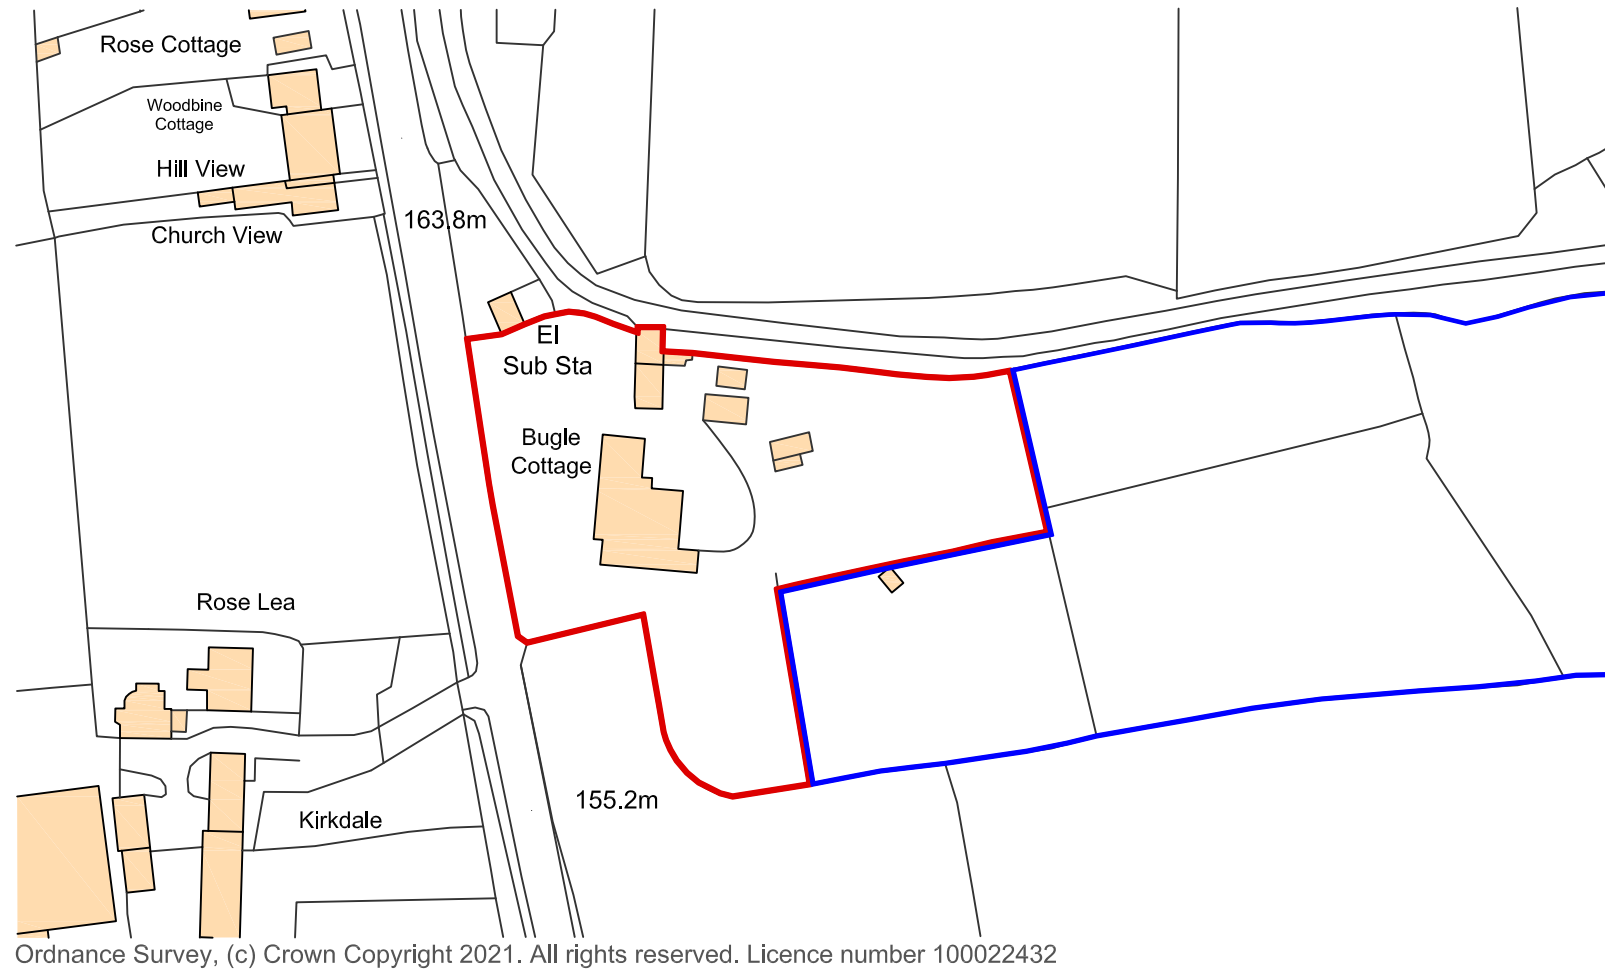 Rose Cottage
Woodbine
Cottage
Hill View
163.8m
Church View
El
Sub Sta
Bugle
Cottage
Rose Lea
155.2m
Kirkdale
Ordnance Survey, (c) Crown Copyright 2021. All rights reserved. Licence number 100022432